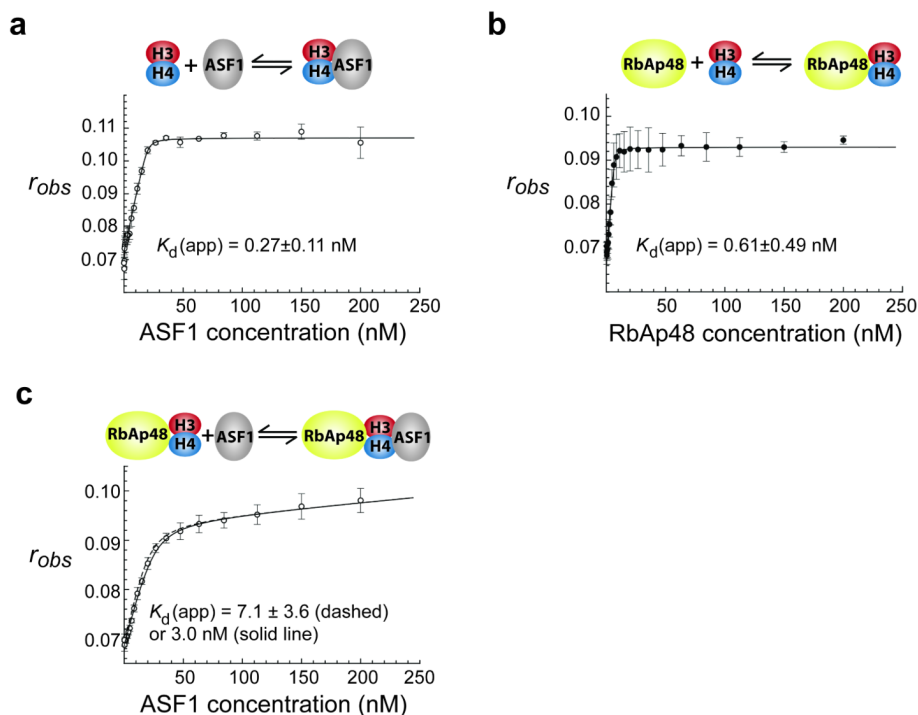 a
H3
H4
+
ASF1
H3
H4
ASF1
0.11
0.10
0.09
0.08
0.07
r_obs
K_d(app) = 0.27±0.11 nM
50 100 150 200 250
ASF1 concentration (nM)
b
RbAp48
+
H3
H4
RbAp48
H3
H4
0.10
0.09
0.08
0.07
r_obs
K_d(app) = 0.61±0.49 nM
50 100 150 200 250
RbAp48 concentration (nM)
c
RbAp48
H3
H4
+
ASF1
RbAp48
H3
H4
ASF1
0.10
0.09
0.08
0.07
r_obs
K_d(app) = 7.1 ± 3.6 (dashed)
or 3.0 nM (solid line)
50 100 150 200 250
ASF1 concentration (nM)